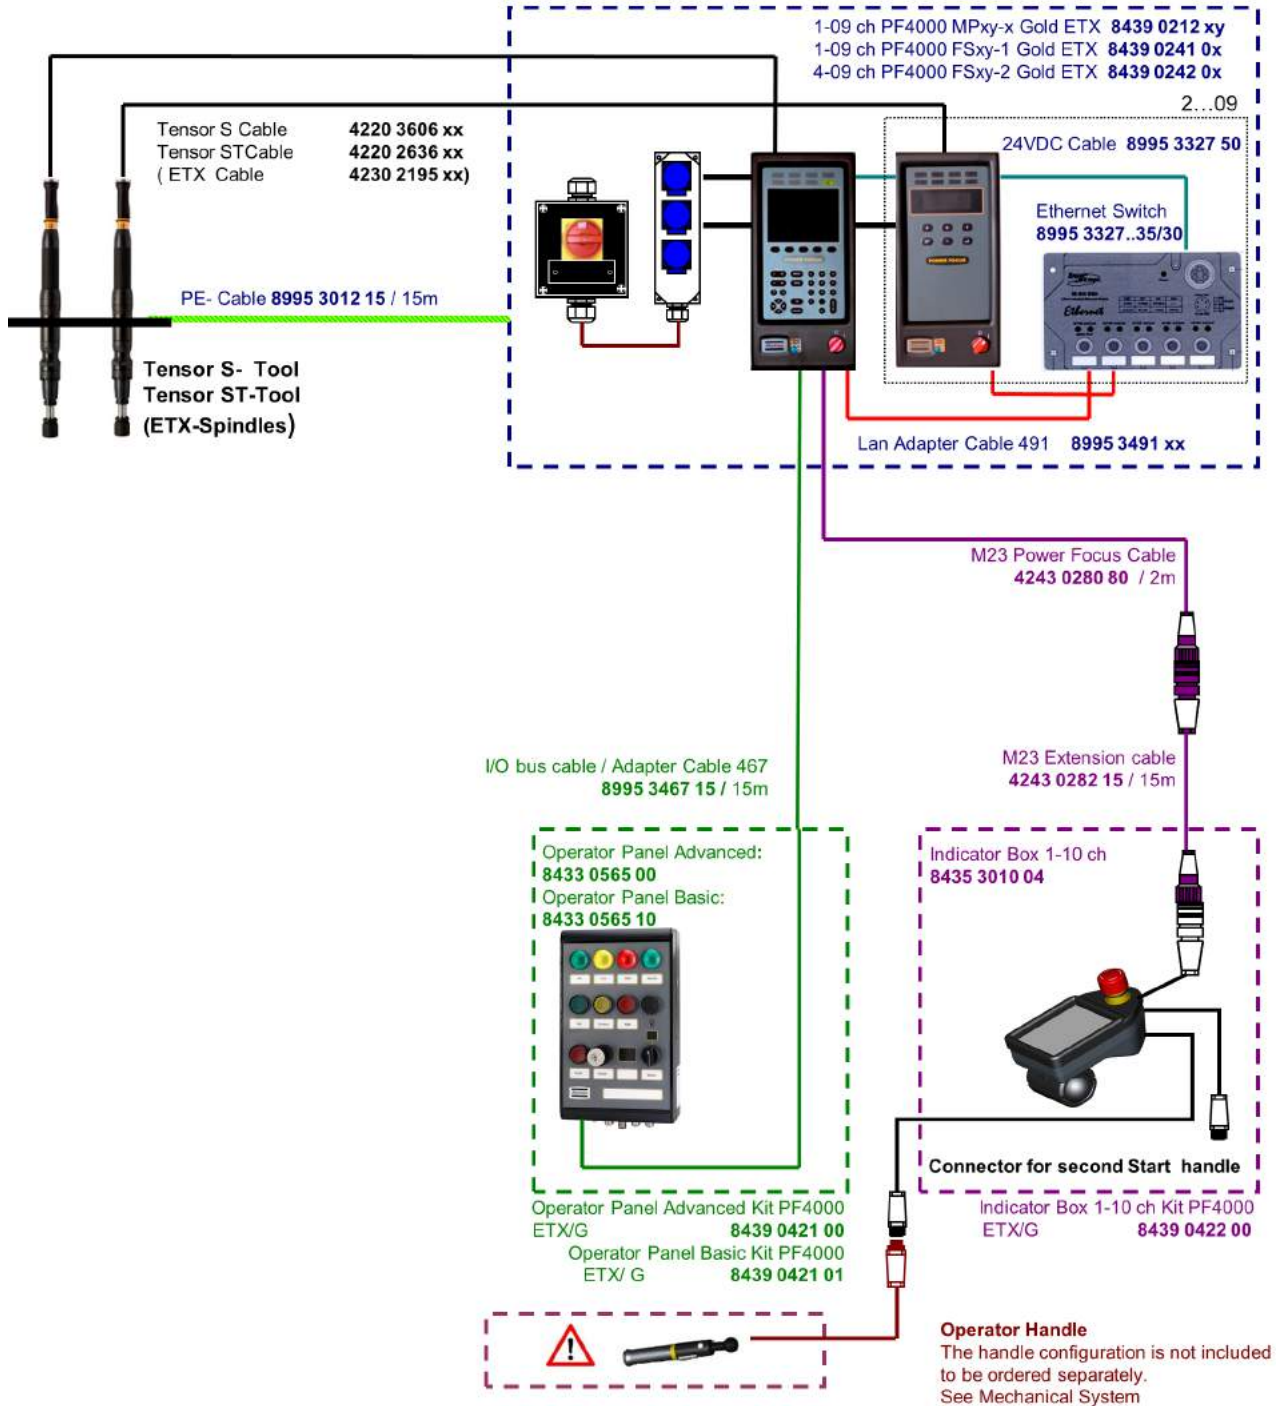 1-09 ch PF4000 MPxy-x Gold ETX 8439 0212 xy
1-09 ch PF4000 FSxy-1 Gold ETX 8439 0241 0x
4-09 ch PF4000 FSxy-2 Gold ETX 8439 0242 0x
2...09
Tensor S Cable 4220 3606 xx
Tensor STCable 4220 2636 xx
( ETX Cable 4230 2195 xx)
24VDC Cable 8995 3327 50
Ethernet Switch
8995 3327..35/30
POWER FOCUS
Ethernet
PE- Cable 8995 3012 15 / 15m
Tensor S- Tool
Tensor ST-Tool
(ETX-Spindles)
Lan Adapter Cable 491 8995 3491 xx
M23 Power Focus Cable
4243 0280 80 / 2m
M23 Extension cable
4243 0282 15 / 15m
I/O bus cable / Adapter Cable 467
8995 3467 15 / 15m
Operator Panel Advanced:
8433 0565 00
Operator Panel Basic:
8433 0565 10
Indicator Box 1-10 ch
8435 3010 04
Connector for second Start handle
Operator Panel Advanced Kit PF4000
ETX/G 8439 0421 00
Operator Panel Basic Kit PF4000
ETX/ G 8439 0421 01
Indicator Box 1-10 ch Kit PF4000
ETX/G 8439 0422 00
Operator Handle
The handle configuration is not included
to be ordered separately.
See Mechanical System